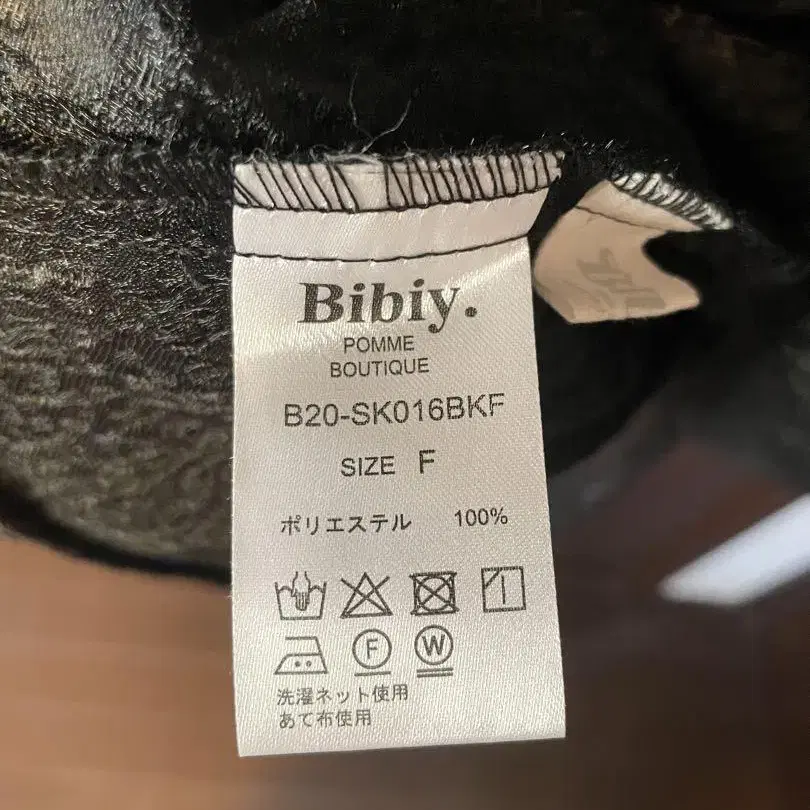 Bibiy.
POMME
BOUTIQUE
B20-SK016BKF
SIZE F
ポリエステル 100%
F W
洗濯ネット使用
あて布使用